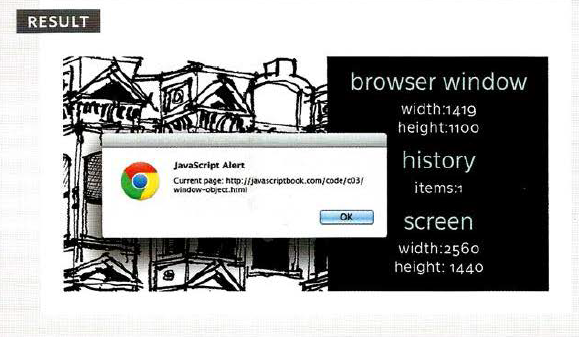 RESULT
browser window
width:1419
height:1100
history
items:1
screen
width:2560
height: 1440
JavaScript Alert
Current page: http://javascriptbook.com/code/c03/
window-object.html
OK